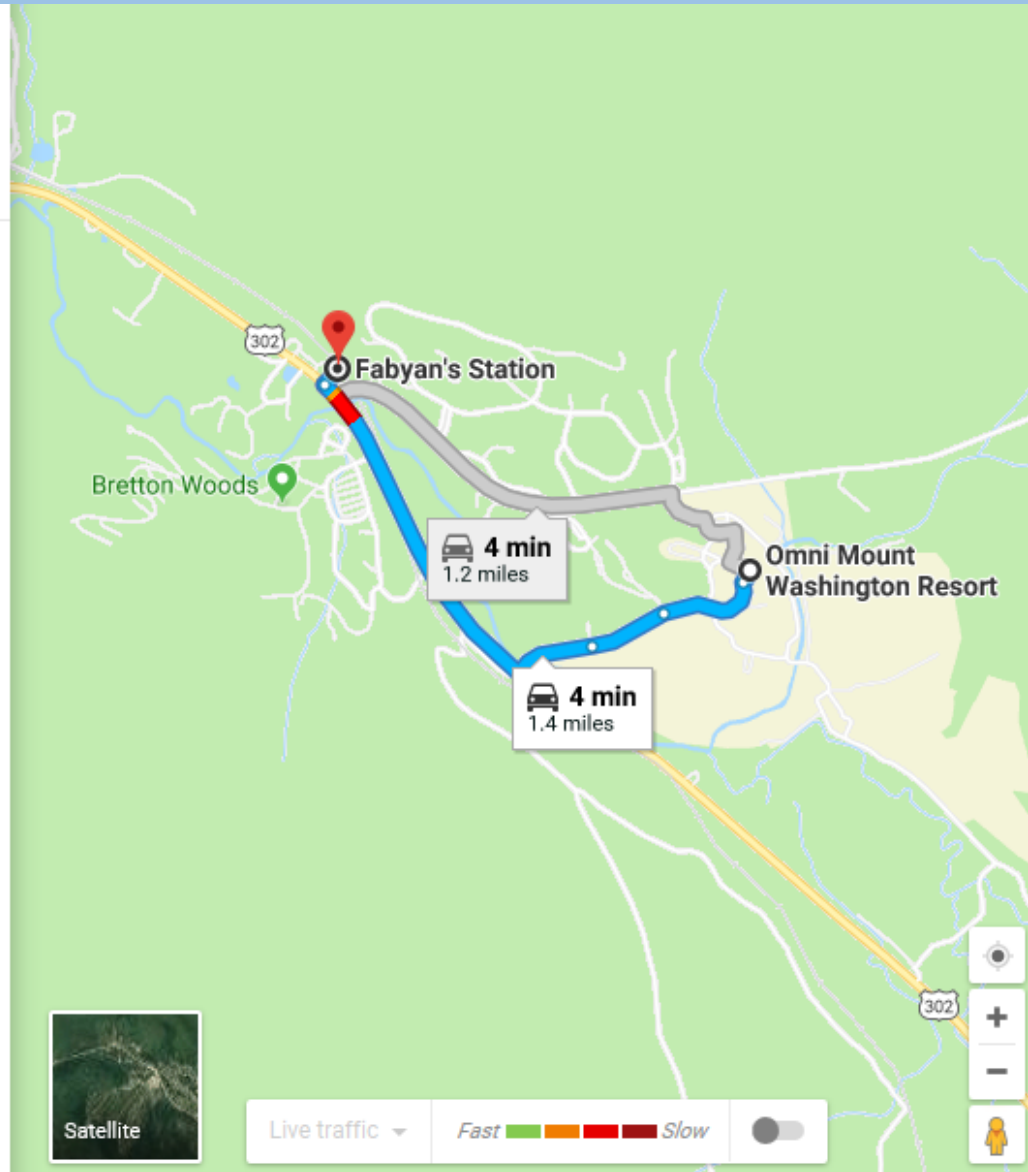 302
Fabyan's Station
Bretton Woods
4 min
1.2 miles
Omni Mount
Washington Resort
4 min
1.4 miles
302
Satellite
Live traffic
Fast
Slow